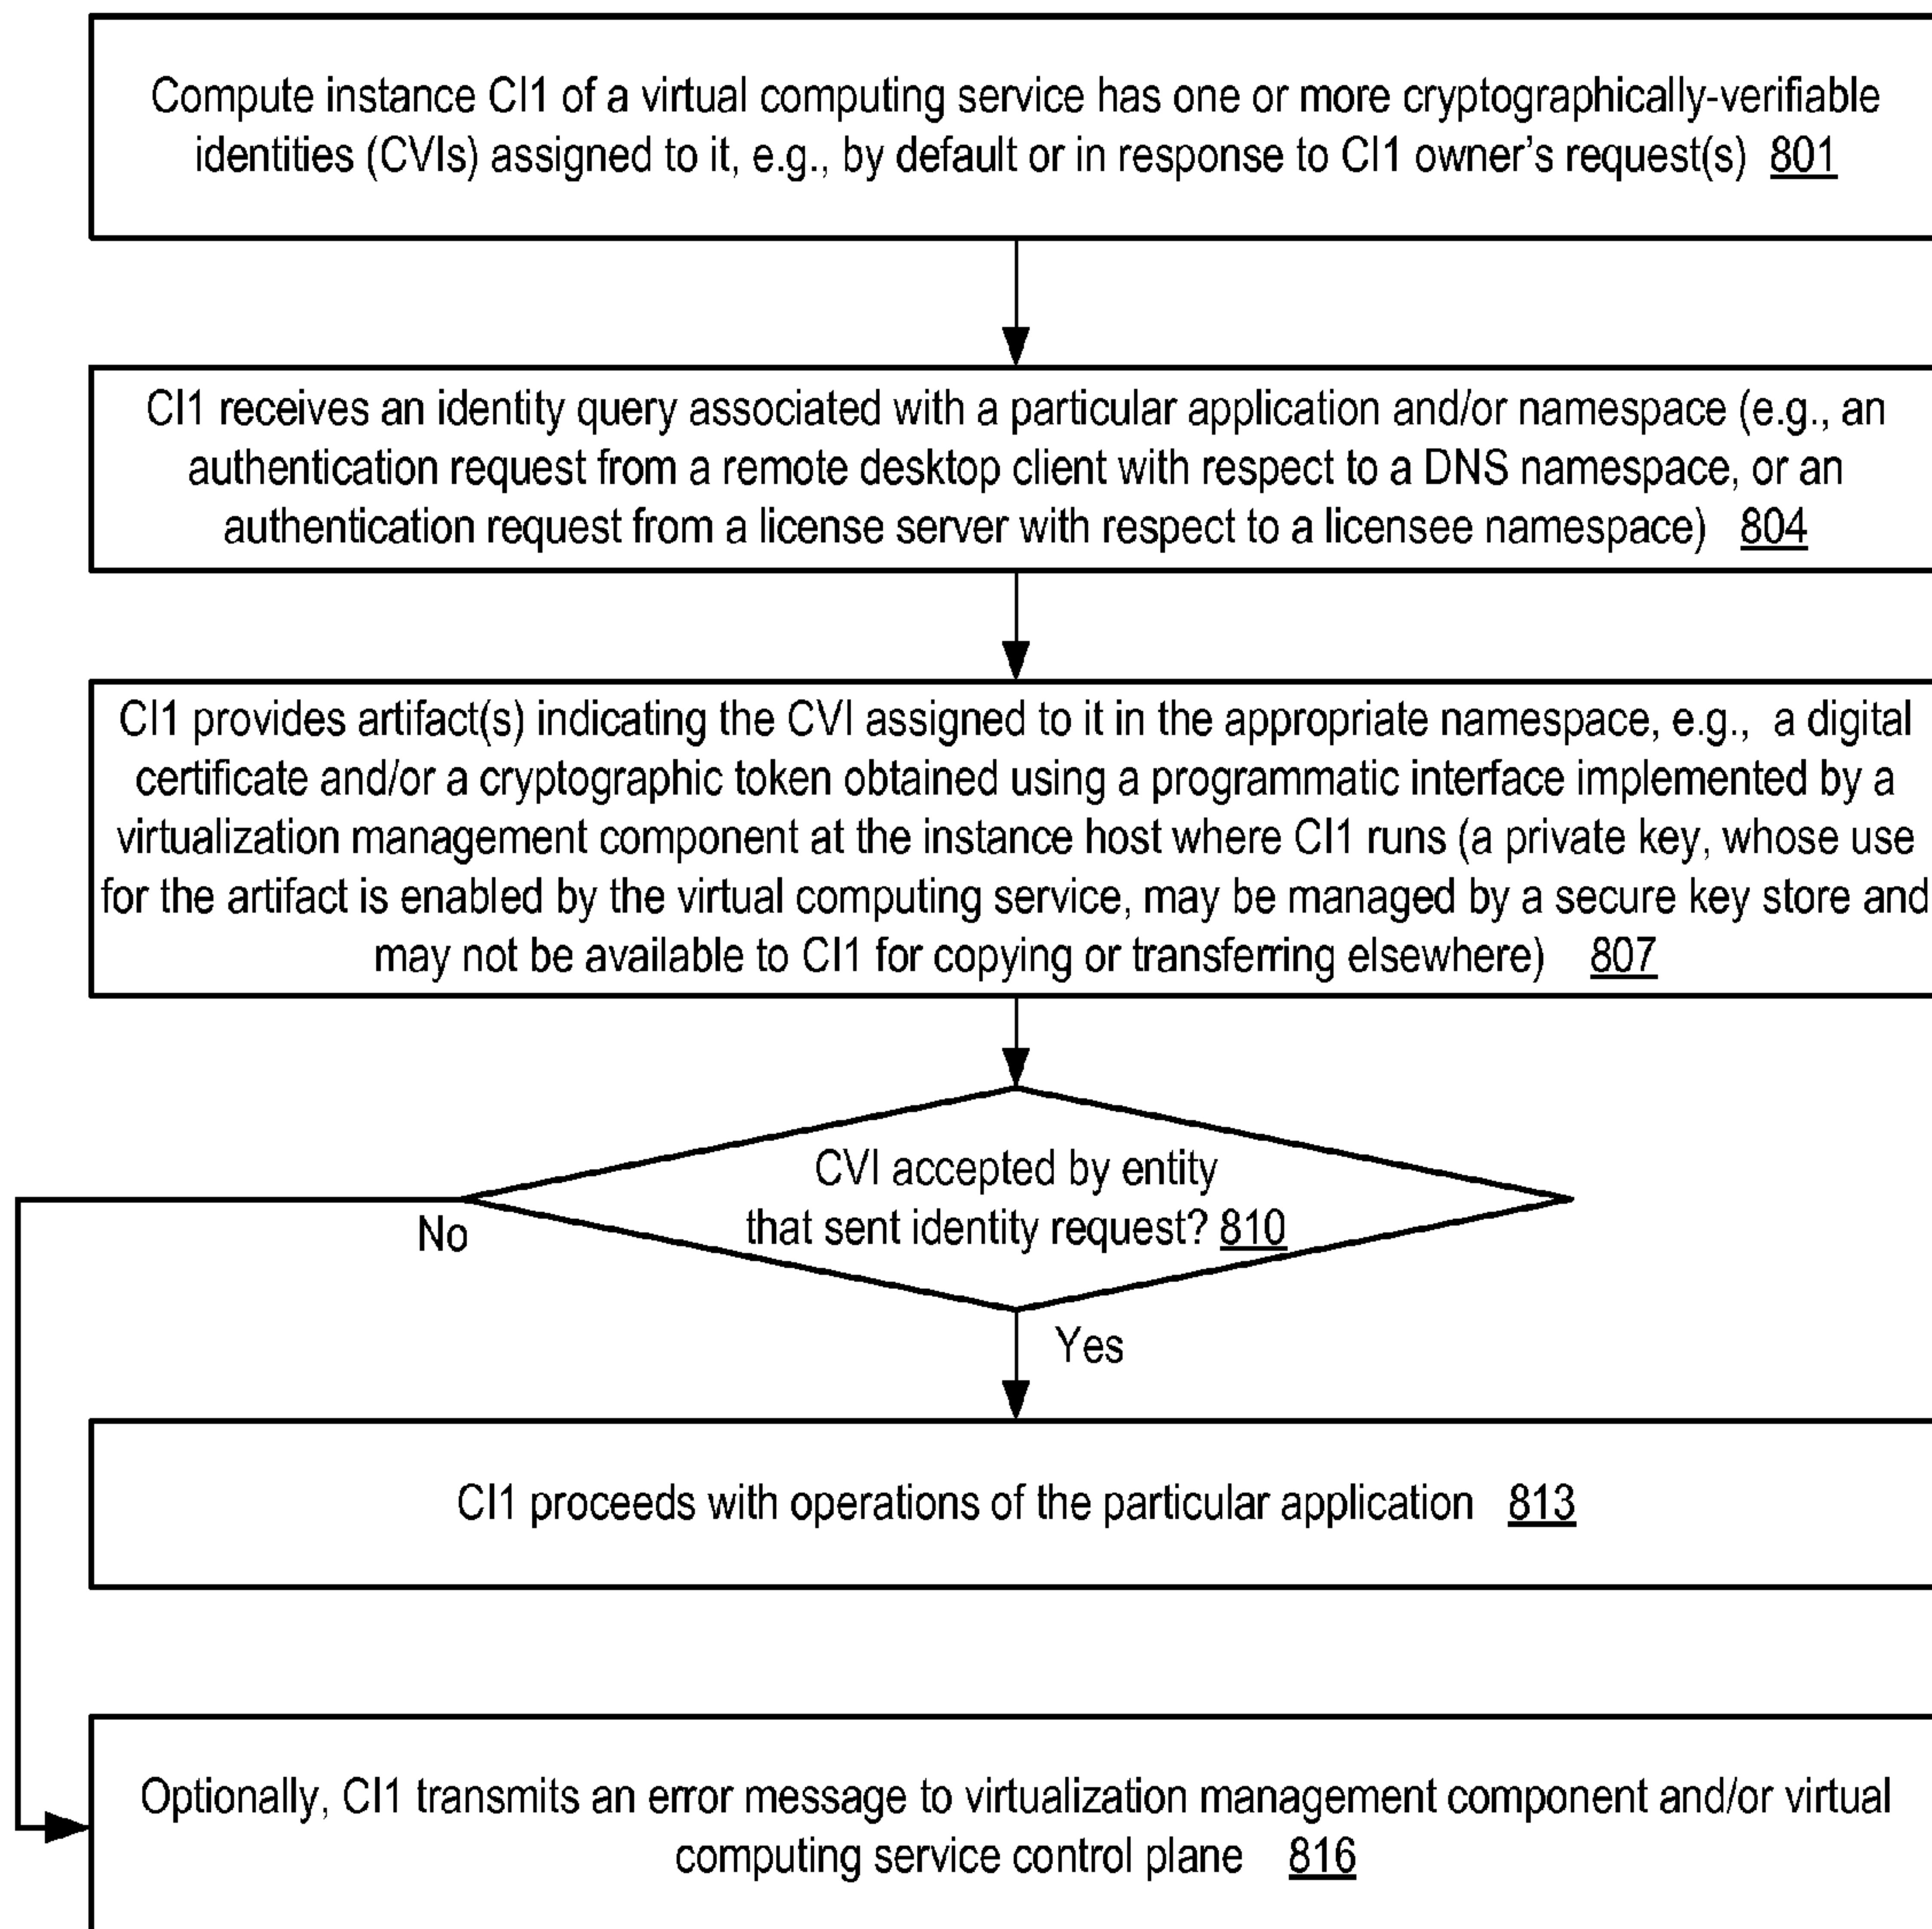 Compute instance CI1 of a virtual computing service has one or more cryptographically-verifiable
identities (CVIs) assigned to it, e.g., by default or in response to CI1 owner’s request(s) 801
CI1 receives an identity query associated with a particular application and/or namespace (e.g., an
authentication request from a remote desktop client with respect to a DNS namespace, or an
authentication request from a license server with respect to a licensee namespace) 804
CI1 provides artifact(s) indicating the CVI assigned to it in the appropriate namespace, e.g., a digital
certificate and/or a cryptographic token obtained using a programmatic interface implemented by a
virtualization management component at the instance host where CI1 runs (a private key, whose use
for the artifact is enabled by the virtual computing service, may be managed by a secure key store and
may not be available to CI1 for copying or transferring elsewhere) 807
CVI accepted by entity
that sent identity request? 810
No
Yes
CI1 proceeds with operations of the particular application 813
Optionally, CI1 transmits an error message to virtualization management component and/or virtual
computing service control plane 816